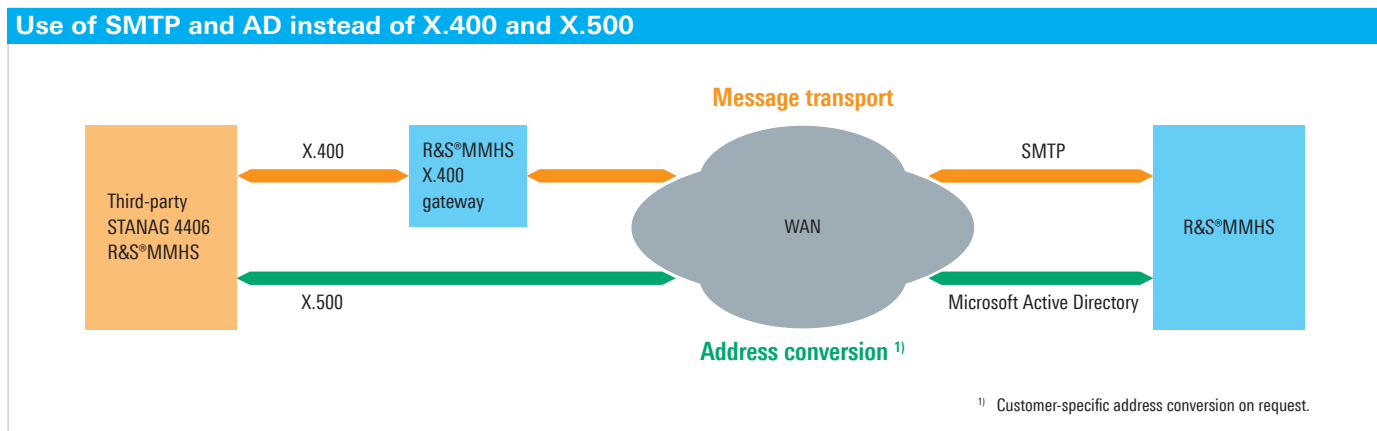 Use of SMTP and AD instead of X.400 and X.500
Message transport
X.400
R&S®MMHS
X.400
gateway
SMTP
Third-party
STANAG 4406
R&S®MMHS
WAN
R&S®MMHS
X.500
Microsoft Active Directory
Address conversion 1)
1) Customer-specific address conversion on request.